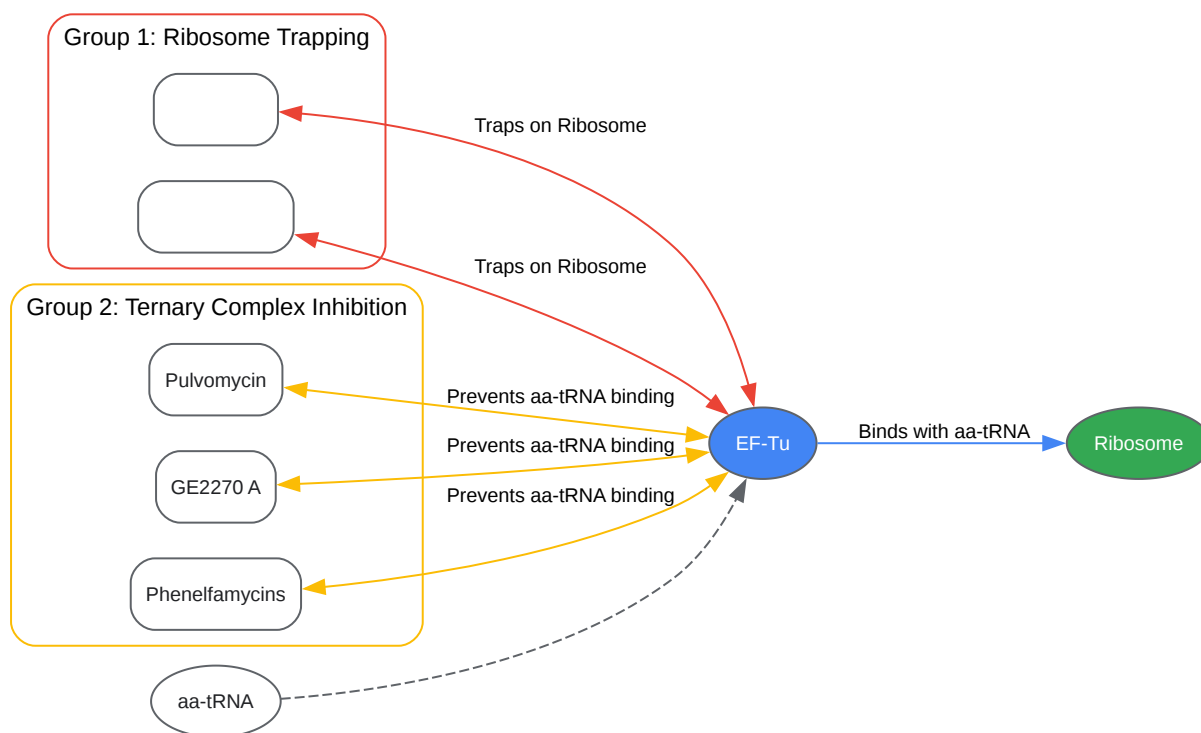 Group 1: Ribosome Trapping
Traps on Ribosome
Traps on Ribosome
Group 2: Ternary Complex Inhibition
Pulvomycin
Prevents aa-tRNA binding
EF-Tu
Binds with aa-tRNA
Ribosome
Prevents aa-tRNA binding
GE2270 A
Prevents aa-tRNA binding
Phenelfamycins
aa-tRNA